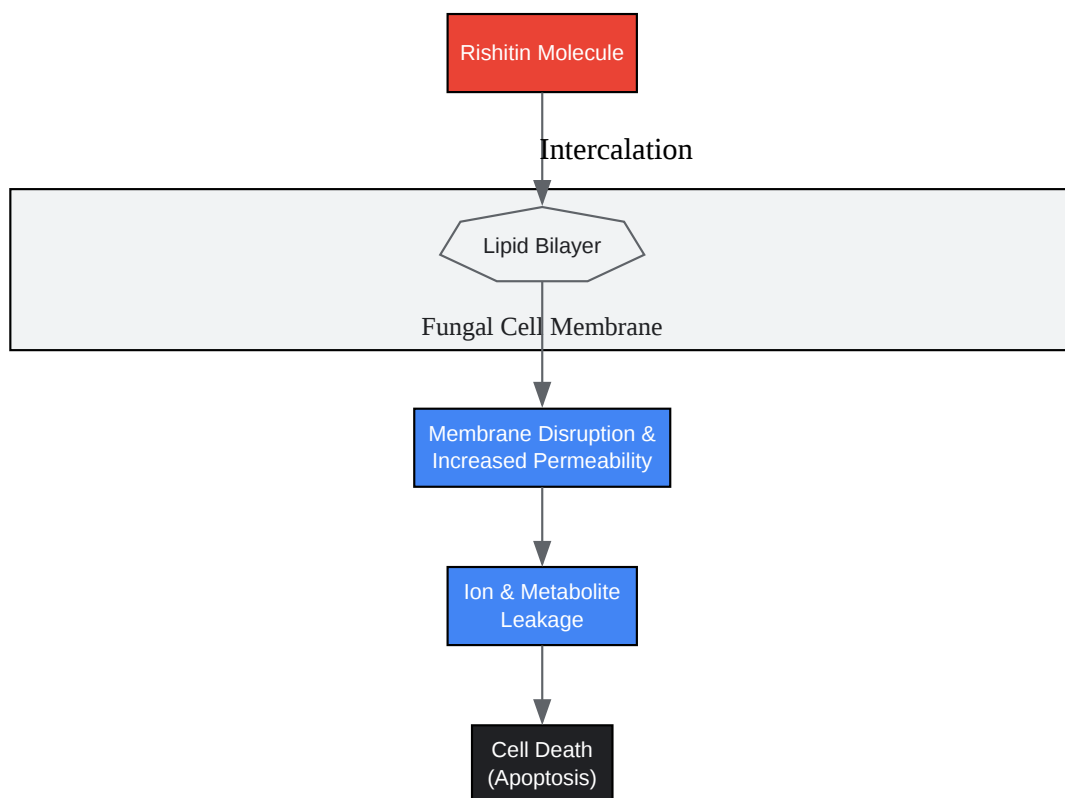 Rishitin Molecule
Intercalation
Lipid Bilayer
Fungal Cell Membrane
Membrane Disruption &
Increased Permeability
Ion & Metabolite
Leakage
Cell Death
(Apoptosis)